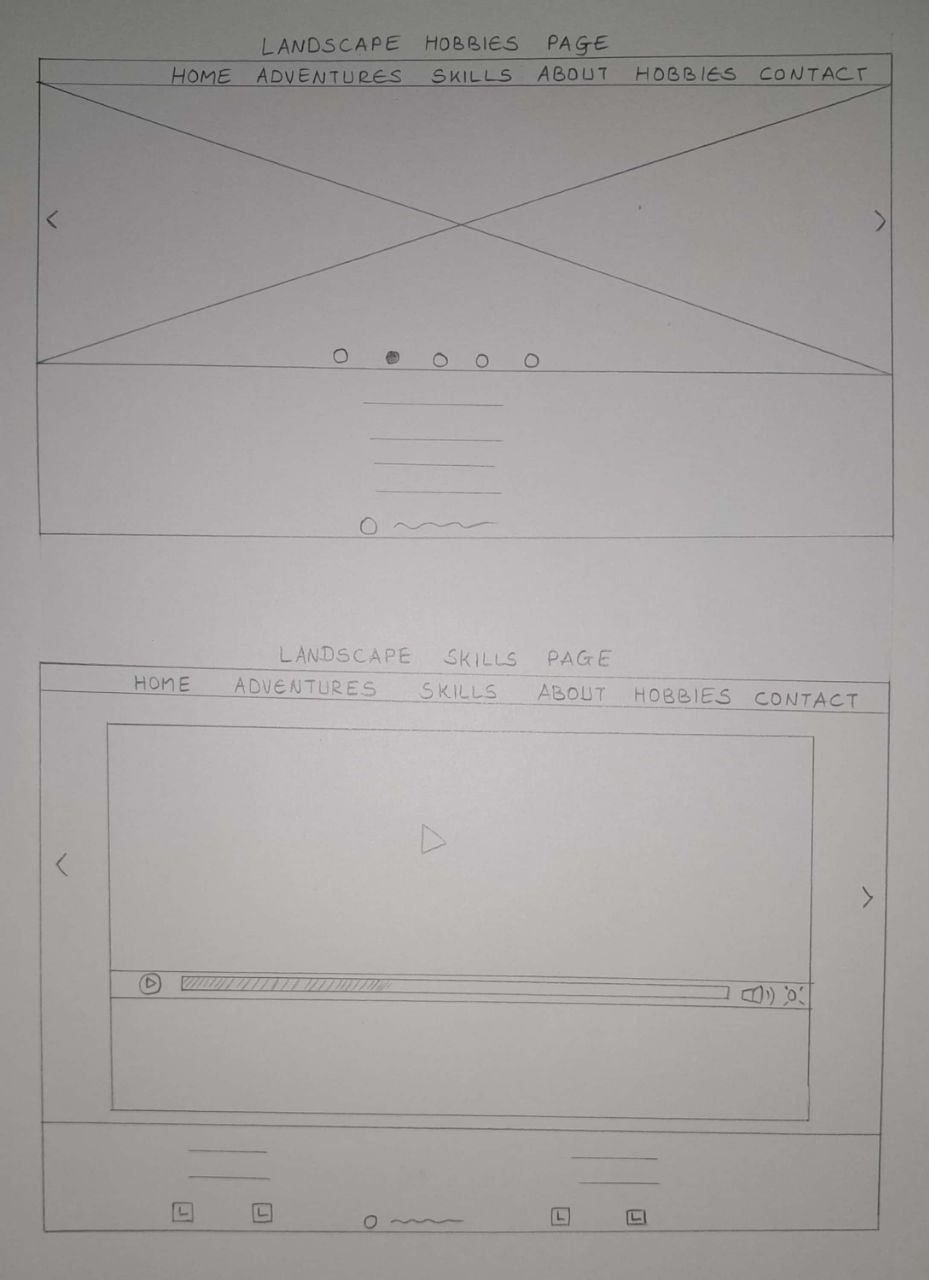 LANDSCAPE HOBBIES PAGE
HOME ADVENTURES SKILLS ABOUT HOBBIES CONTACT
LANDSCAPE SKILLS PAGE
HOME ADVENTURES SKILLS ABOUT HOBBIES CONTACT
L L L L